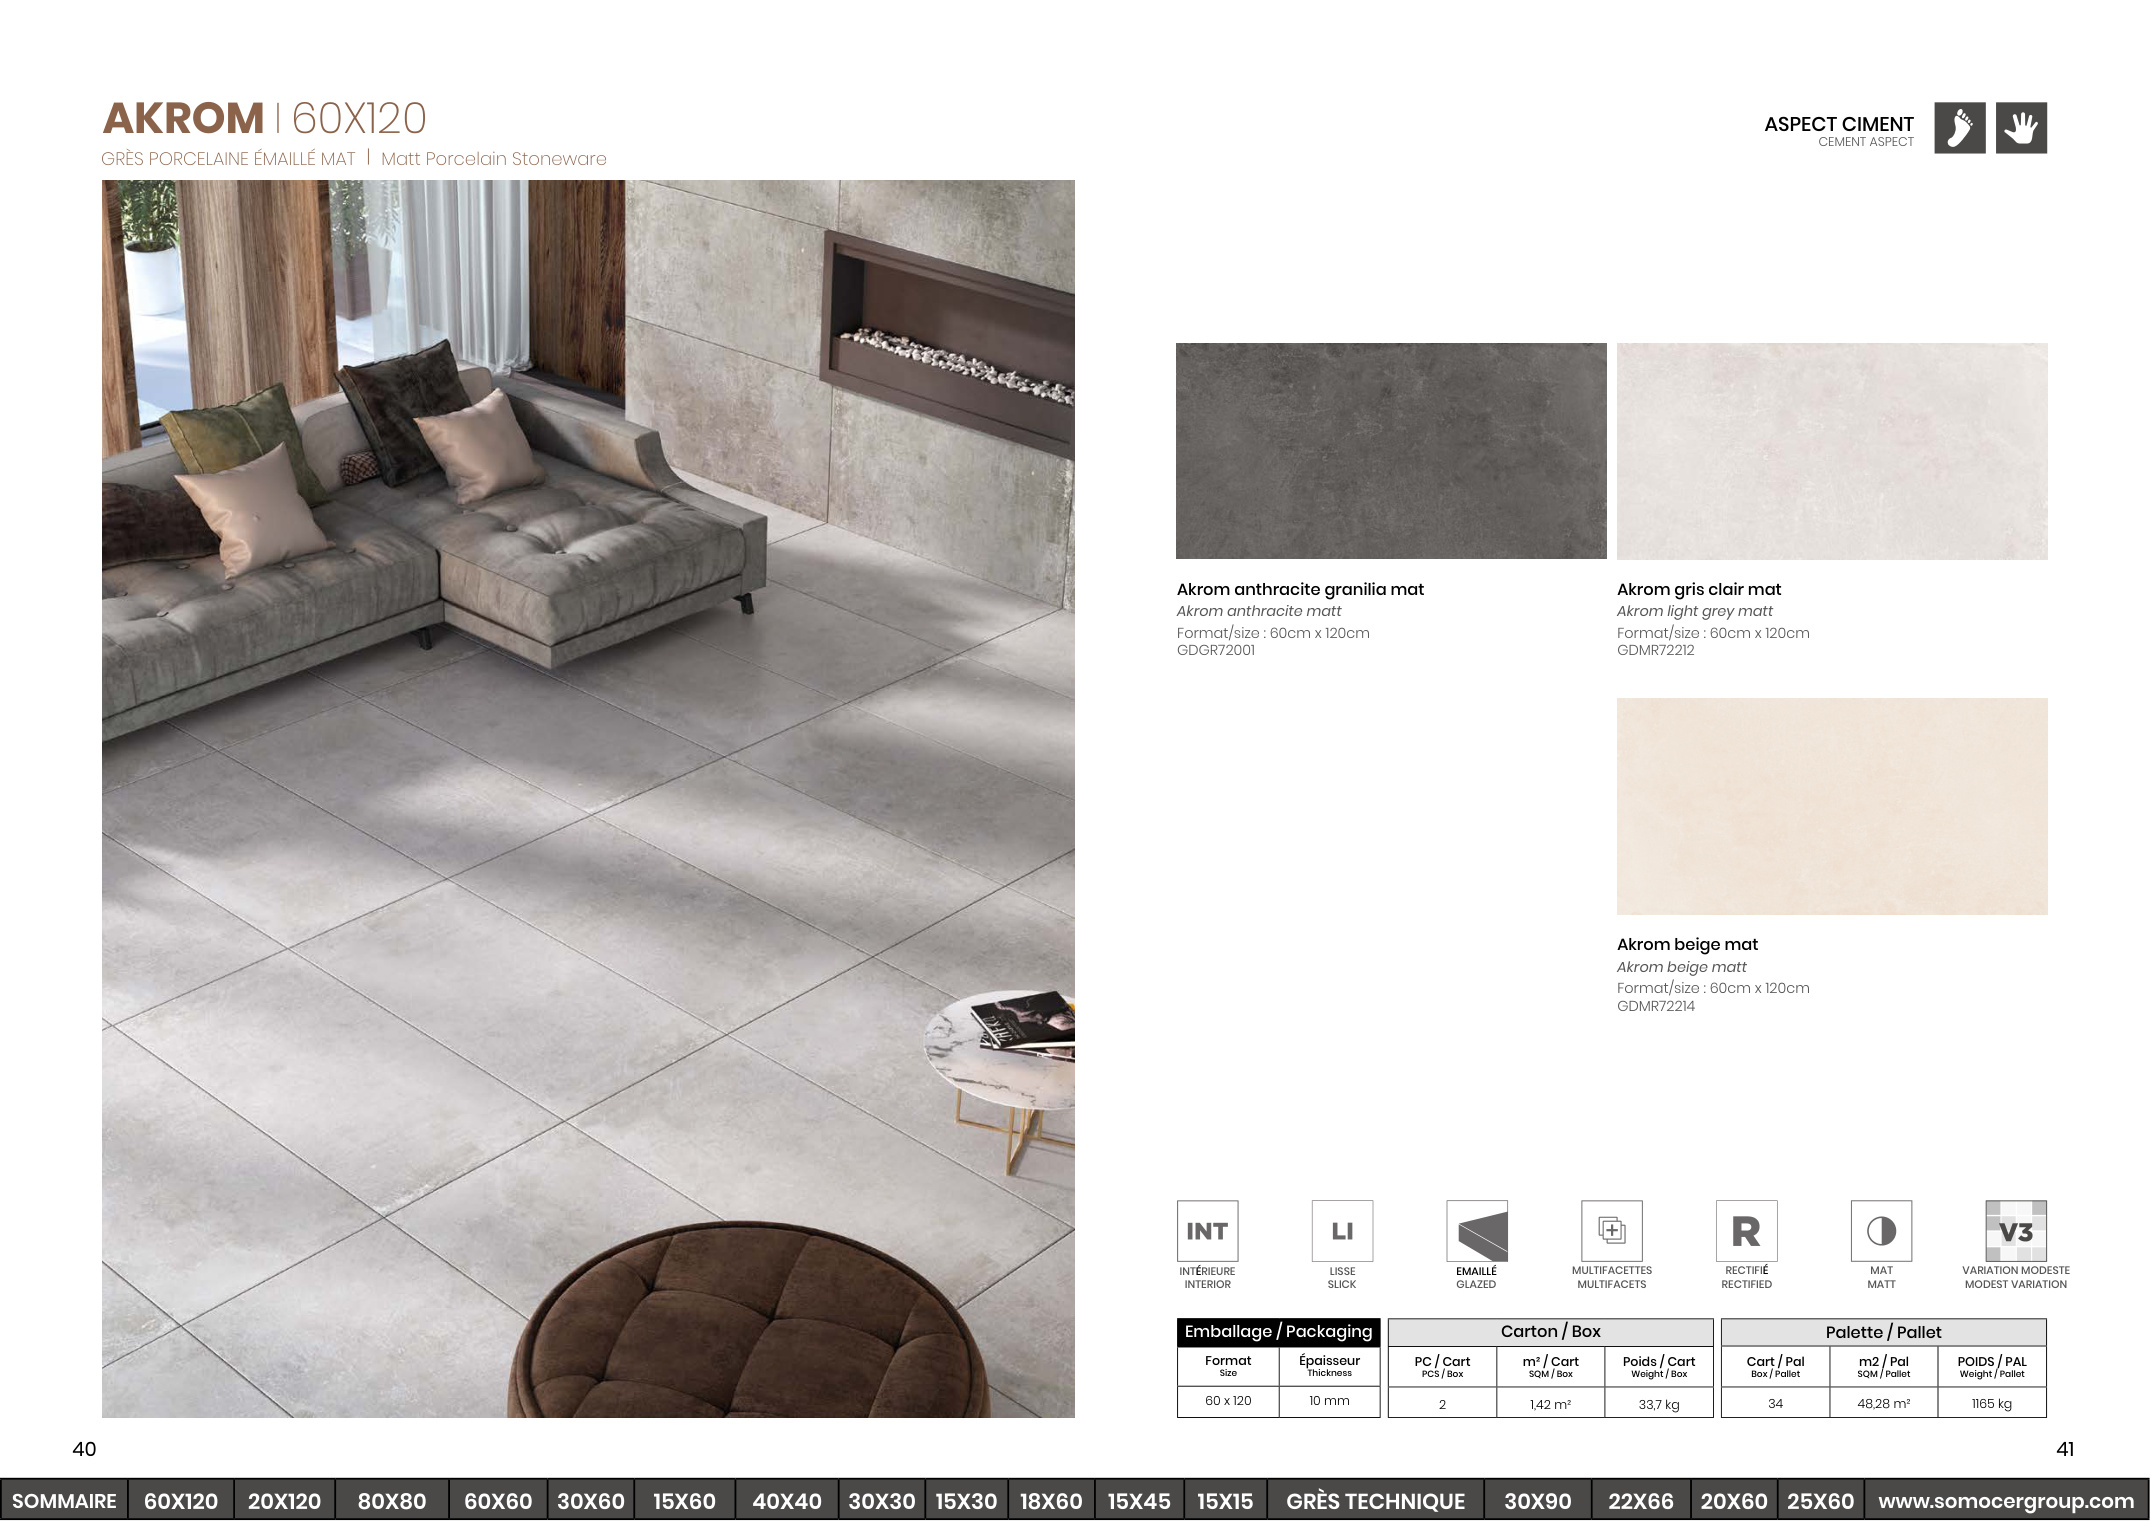 AKROM | 60X120
GRÈS PORCELAINE ÉMAILLÉ MAT | Matt Porcelain Stoneware
ASPECT CIMENT
CEMENT ASPECT
Akrom anthracite granilia mat
Akrom anthracite matt
Format/size : 60cm x 120cm
GDGR72001
Akrom gris clair mat
Akrom light grey matt
Format/size : 60cm x 120cm
GDMR72212
Akrom beige mat
Akrom beige matt
Format/size : 60cm x 120cm
GDMR72214
INT
INTÉRIEURE
INTERIOR
LI
LISSE
SLICK
EMAILLÉ
GLAZED
MULTIFACETTES
MULTIFACETS
R
RECTIFIÉ
RECTIFIED
MAT
MATT
V3
VARIATION MODESTE
MODEST VARIATION
Emballage / Packaging
Format
Size
Épaisseur
Thickness
60 x 120
10 mm
Carton / Box
PC / Cart
PCS / Box
m² / Cart
SQM / Box
Poids / Cart
Weight / Box
2
1,42 m²
33,7 kg
Palette / Pallet
Cart / Pal
Box / Pallet
m2 / Pal
SQM / Pallet
POIDS / PAL
Weight / Pallet
34
48,28 m²
1165 kg
40
41
SOMMAIRE 60X120 20X120 80X80 60X60 30X60 15X60 40X40 30X30 15X30 18X60 15X45 15X15 GRÈS TECHNIQUE 30X90 22X66 20X60 25X60 www.somocergroup.com